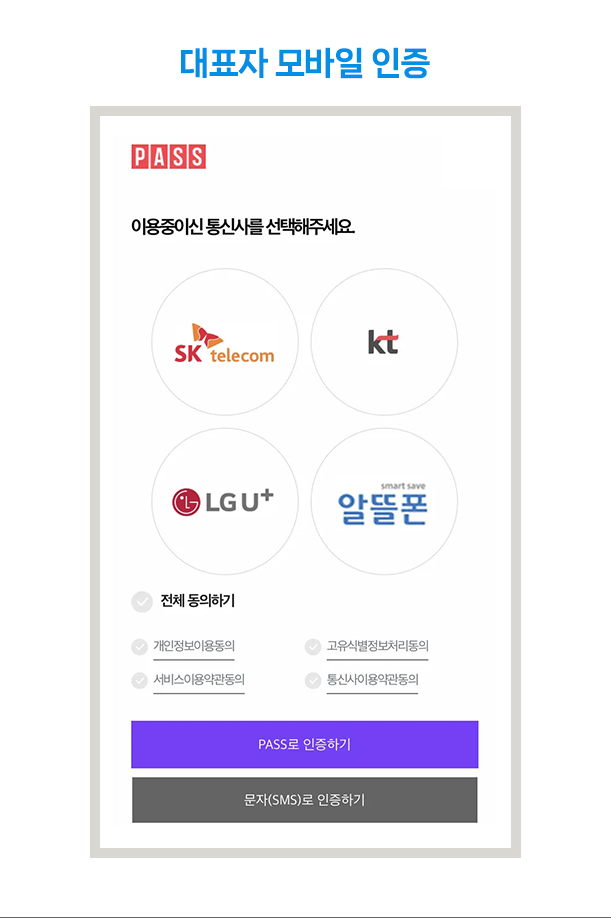 대표자 모바일 인증
PASS
이용중이신 통신사를 선택해주세요.
SK telecom
kt
LG U+
smart save
알뜰폰
전체 동의하기
개인정보이용동의
고유식별정보처리동의
서비스이용약관동의
통신사이용약관동의
PASS로 인증하기
문자(SMS)로 인증하기